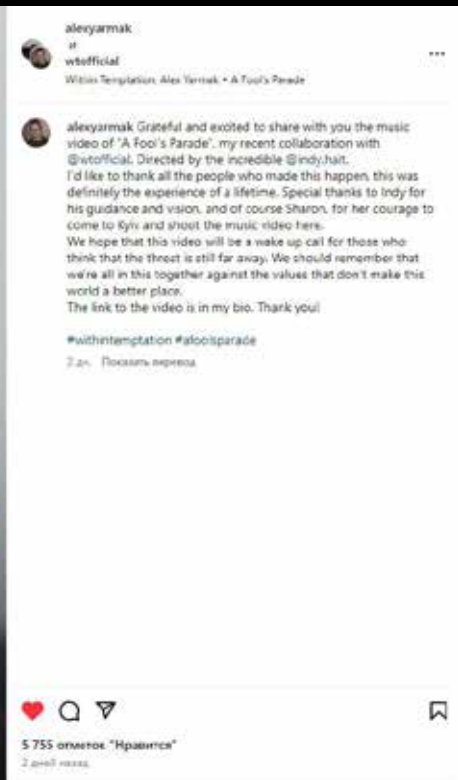 alexyarmak
и
wtofficial
Within Temptation, Alex Yarmak • A Fool's Parade
alexyarmak Grateful and excited to share with you the music
video of "A Fool's Parade", my recent collaboration with
@wtofficial. Directed by the incredible @indy.hait.
I'd like to thank all the people who made this happen, this was
definitely the experience of a lifetime. Special thanks to Indy for
his guidance and vision, and of course Sharon, for her courage to
come to Kyiv and shoot the music video here.
We hope that this video will be a wake up call for those who
think that the threat is still far away. We should remember that
we're all in this together against the values that don't make this
world a better place.
The link to the video is in my bio. Thank you!
#withintemptation #afoolsparade
2 дн. Показать перевод
5 755 отметок "Нравится"
2 дней назад